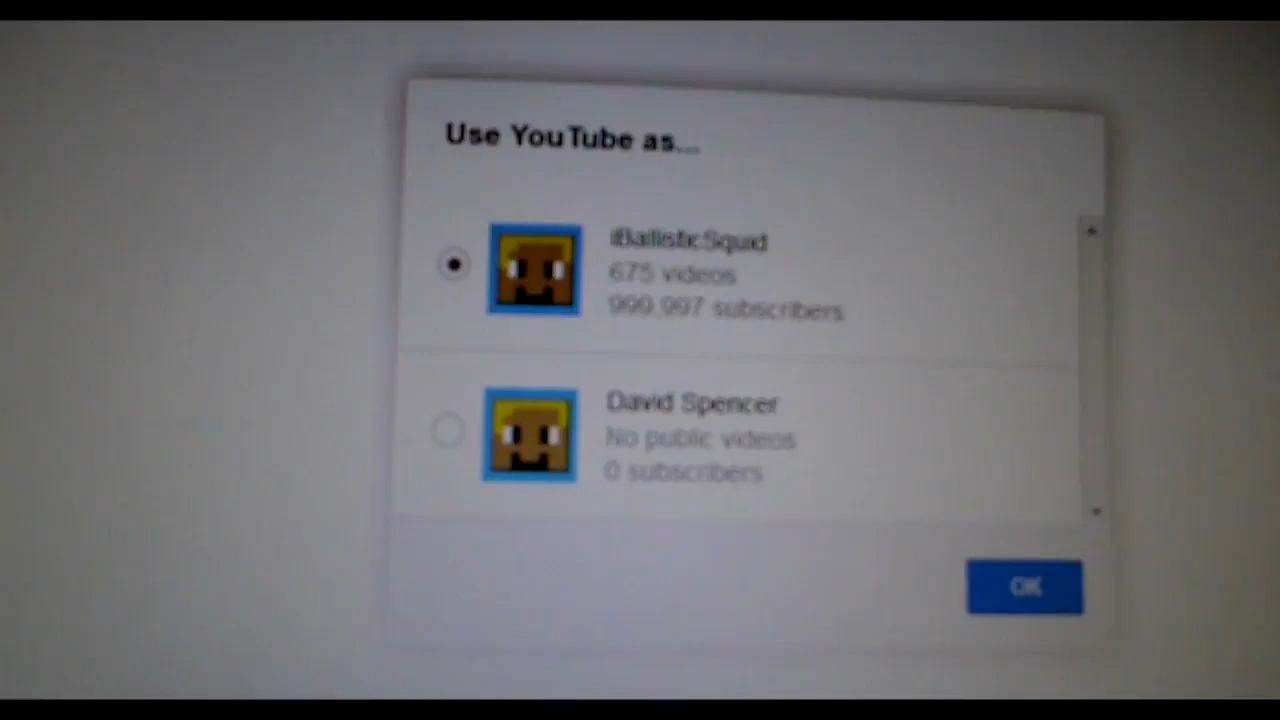 Use YouTube as...
iBallisticSquid
675 videos
999,997 subscribers
David Spencer
No public videos
0 subscribers
OK